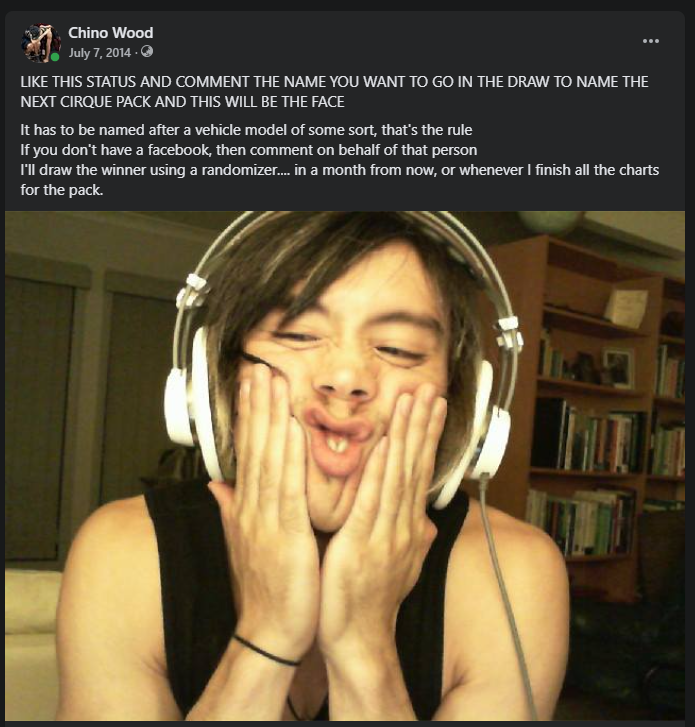 Chino Wood
July 7, 2014 ·
LIKE THIS STATUS AND COMMENT THE NAME YOU WANT TO GO IN THE DRAW TO NAME THE
NEXT CIRQUE PACK AND THIS WILL BE THE FACE
It has to be named after a vehicle model of some sort, that's the rule
If you don't have a facebook, then comment on behalf of that person
I'll draw the winner using a randomizer.... in a month from now, or whenever I finish all the charts
for the pack.